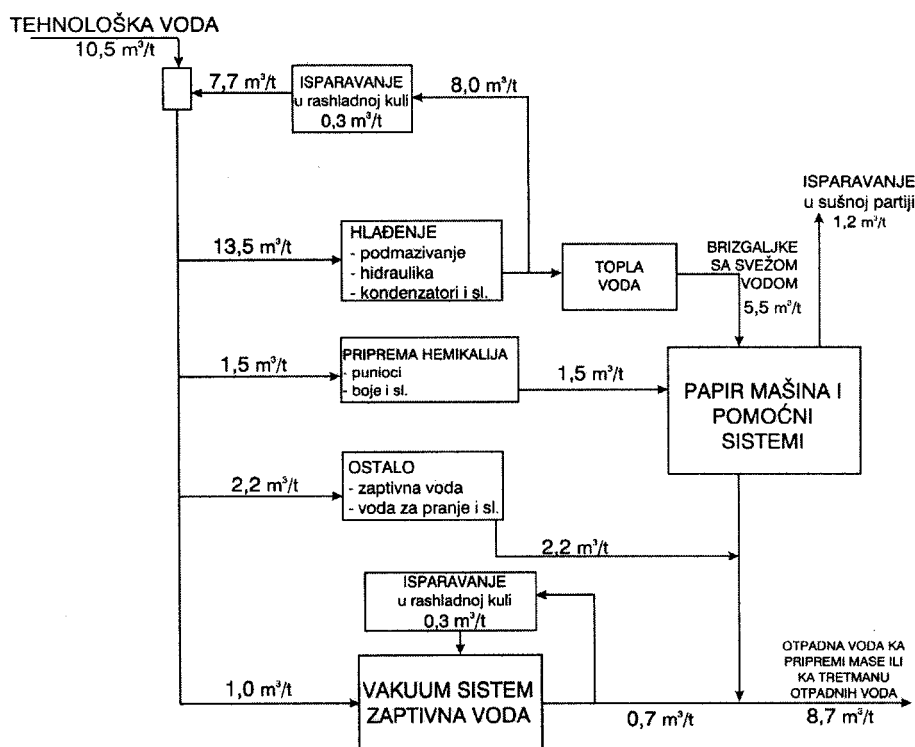 TEHNOLOŠKA VODA
10,5 m³/t
7,7 m³/t
ISPARAVANJE
u rashladnoj kuli
0,3 m³/t
8,0 m³/t
ISPARAVANJE
u sušnoj partiji
1,2 m³/t
13,5 m³/t
HLAĐENJE
- podmazivanje
- hidraulika
- kondenzatori i sl.
TOPLA
VODA
BRIZGALJKE
SA SVEŽOM
VODOM
5,5 m³/t
1,5 m³/t
PRIPREMA HEMIKALIJA
- punioci
- boje i sl.
1,5 m³/t
PAPIR MAŠINA I
POMOĆNI
SISTEMI
2,2 m³/t
OSTALO
- zaptivna voda
- voda za pranje i sl.
2,2 m³/t
ISPARAVANJE
u rashladnoj kuli
0,3 m³/t
1,0 m³/t
VAKUUM SISTEM
ZAPTIVNA VODA
0,7 m³/t
OTPADNA VODA KA
PRIPREMI MASE ILI
KA TRETMANU
OTPADNIH VODA
8,7 m³/t